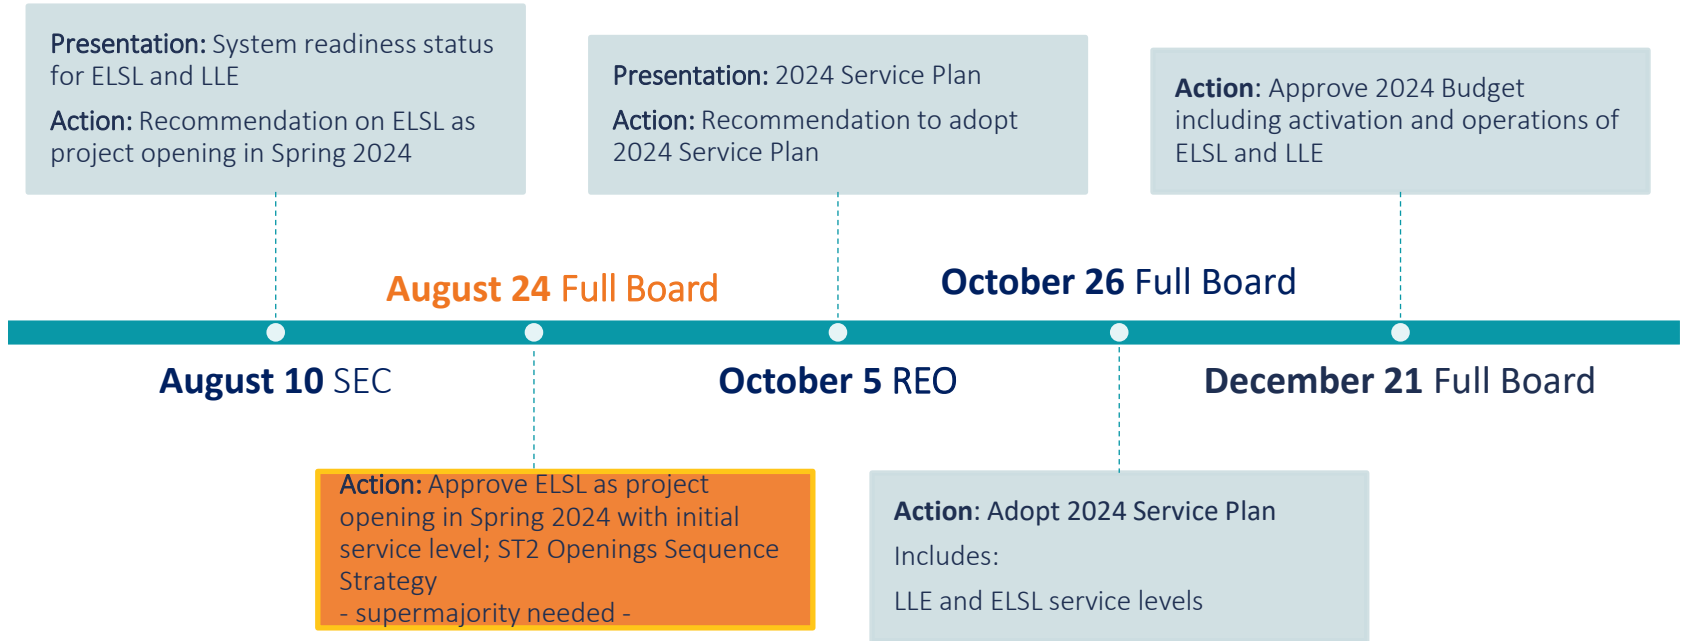 Presentation: System readiness status
for ELSL and LLE
Action: Recommendation on ELSL as
project opening in Spring 2024
Presentation: 2024 Service Plan
Action: Recommendation to adopt
2024 Service Plan
Action: Approve 2024 Budget
including activation and operations of
ELSL and LLE
August 24 Full Board
October 26 Full Board
August 10 SEC
October 5 REO
December 21 Full Board
Action: Approve ELSL as project
opening in Spring 2024 with initial
service level; ST2 Openings Sequence
Strategy
- supermajority needed -
Action: Adopt 2024 Service Plan
Includes:
LLE and ELSL service levels